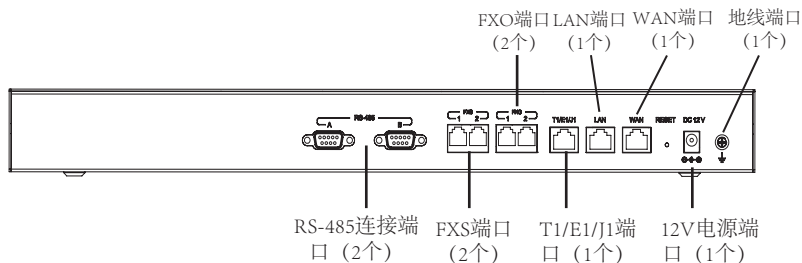 FXO端口 LAN端口 WAN端口 地线端口
（2个） （1个） （1个） （1个）
RS-485
A B
FXS
1 2
FXO
1 2
T1/E1/J1 LAN WAN RESET DC 12V
RS-485连接端 FXS端口 T1/E1/J1端 12V电源端
口（2个） （2个） 口（1个） 口（1个）